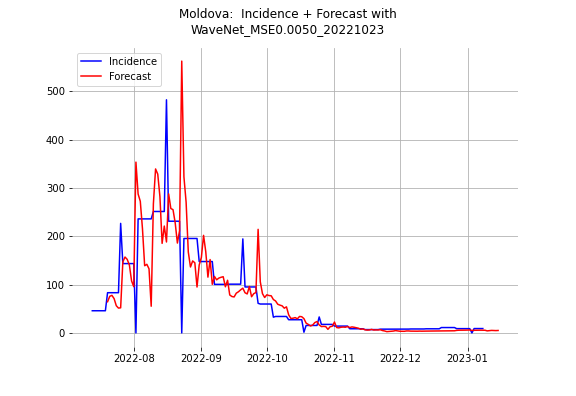 Moldova:  Incidence + Forecast with
WaveNet_MSE0.0050_20221023
Incidence
Forecast
500
400
300
200
100
0
2022-08 2022-09 2022-10 2022-11 2022-12 2023-01